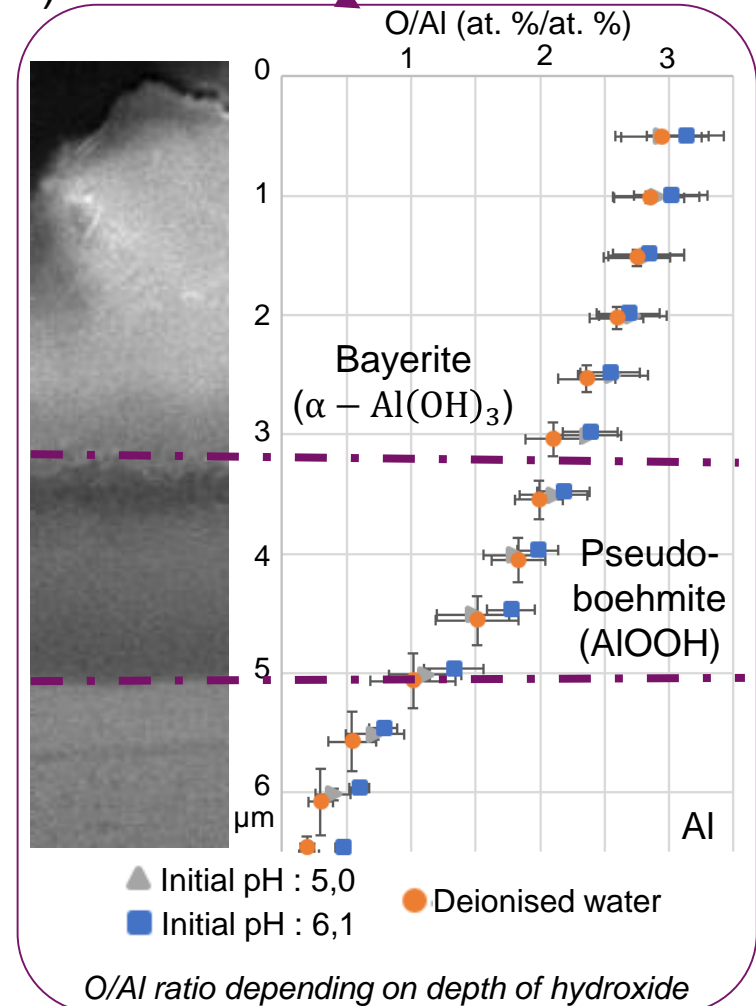 )
O/Al (at. %/at. %)
1 2 3
0
1
2
3
4
5
6
μm
Bayerite
(α − Al(OH)₃)
Pseudo-
boehmite
(AlOOH)
Al
Initial pH : 5,0
Initial pH : 6,1
Deionised water
O/Al ratio depending on depth of hydroxide